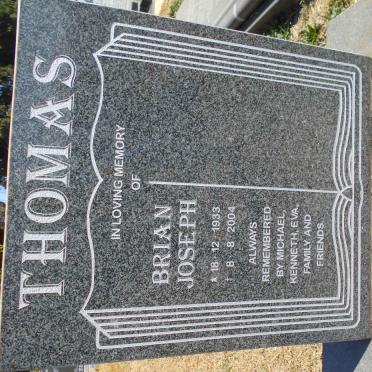 THOMAS
IN LOVING MEMORY
OF
BRIAN
JOSEPH
* 18 · 12 · 1933
† 8 · 8 · 2004
ALWAYS
REMEMBERED
BY MICHAEL,
KENNETH, EVA,
FAMILY AND
FRIENDS